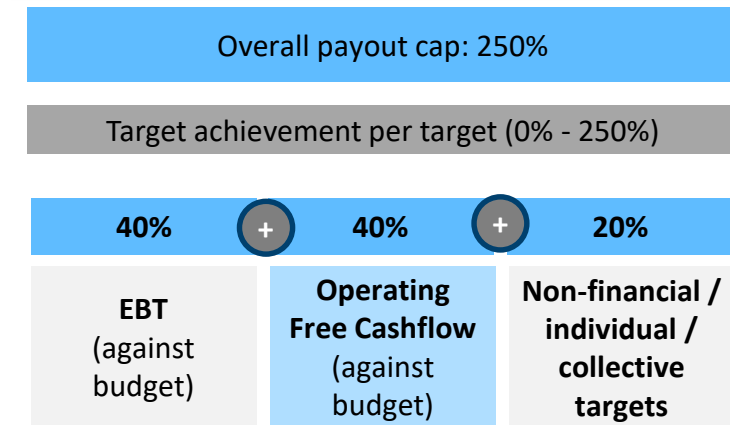 Overall payout cap: 250%
Target achievement per target (0% - 250%)
40% + 40% + 20%
EBT
(against
budget)
Operating
Free Cashflow
(against
budget)
Non-financial /
individual /
collective
targets